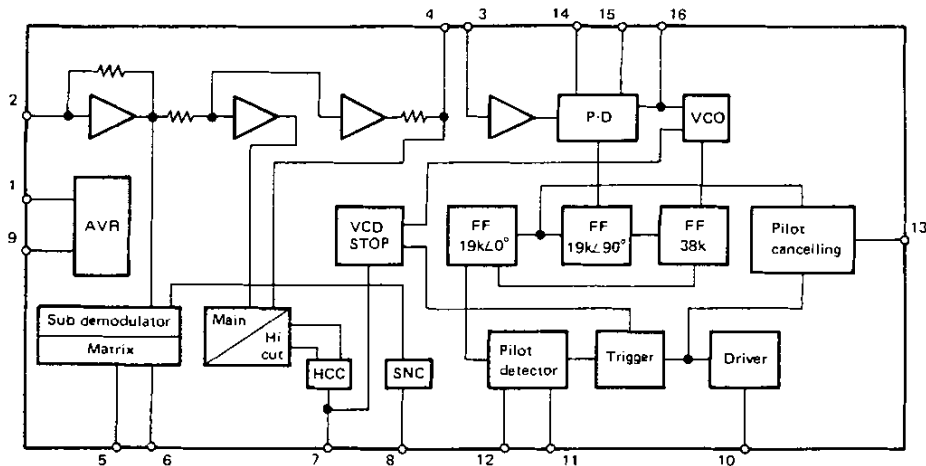 4 3 14 15 16
2
P·D
VCO
1
AVR
9
VCD
STOP
FF
19k∠0°
FF
19k∠90°
FF
38k
Pilot
cancelling
13
Sub demodulator
Matrix
Main
Hi
cut
HCC
SNC
Pilot
detector
Trigger
Driver
5 6 7 8 12 11 10